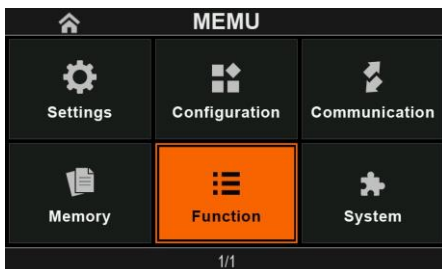 MEMU
Settings
Configuration
Communication
Memory
Function
System
1/1